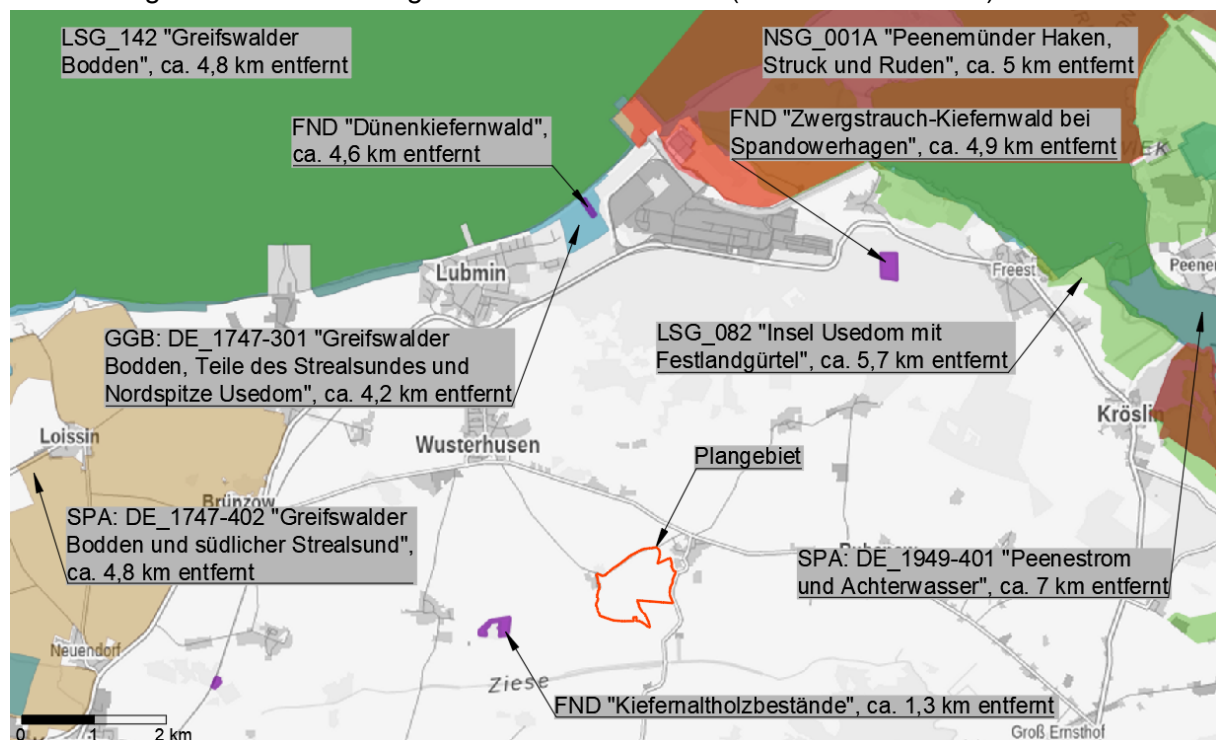 LSG_142 "Greifswalder
Bodden", ca. 4,8 km entfernt
NSG_001A "Peenemünder Haken,
Struck und Ruden", ca. 5 km entfernt
FND "Dünenkiefernwald",
ca. 4,6 km entfernt
FND "Zwergstrauch-Kiefernwald bei
Spandowerhagen", ca. 4,9 km entfernt
Lubmin
Freest
GGB: DE_1747-301 "Greifswalder
Bodden, Teile des Strealsundes und
Nordspitze Usedom", ca. 4,2 km entfernt
LSG_082 "Insel Usedom mit
Festlandgürtel", ca. 5,7 km entfernt
Kröslin
Loissin
Wusterhusen
Plangebiet
Brünzow
SPA: DE_1747-402 "Greifswalder
Bodden und südlicher Strealsund",
ca. 4,8 km entfernt
SPA: DE_1949-401 "Peenestrom
und Achterwasser", ca. 7 km entfernt
Neuendorf
Ziese
FND "Kiefernaltholzbestände", ca. 1,3 km entfernt
0 1 2 km
Groß Ernsthof